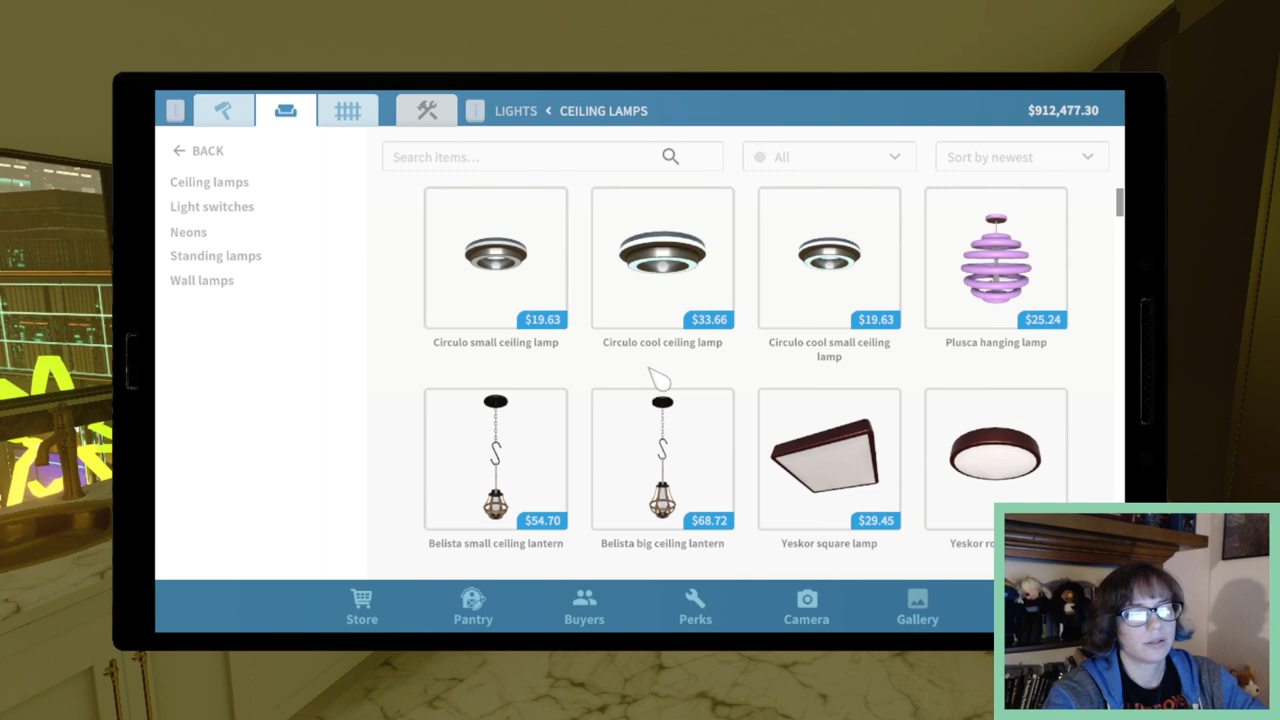 LIGHTS < CEILING LAMPS
$912,477.30
BACK
Ceiling lamps
Light switches
Neons
Standing lamps
Wall lamps
Search items...
All
Sort by newest
$19.63
$33.66
$19.63
$25.24
Circulo small ceiling lamp
Circulo cool ceiling lamp
Circulo cool small ceiling
lamp
Plusca hanging lamp
$54.70
$68.72
$29.45
Belista small ceiling lantern
Belista big ceiling lantern
Yeskor square lamp
Yeskor
Store
Pantry
Buyers
Perks
Camera
Gallery